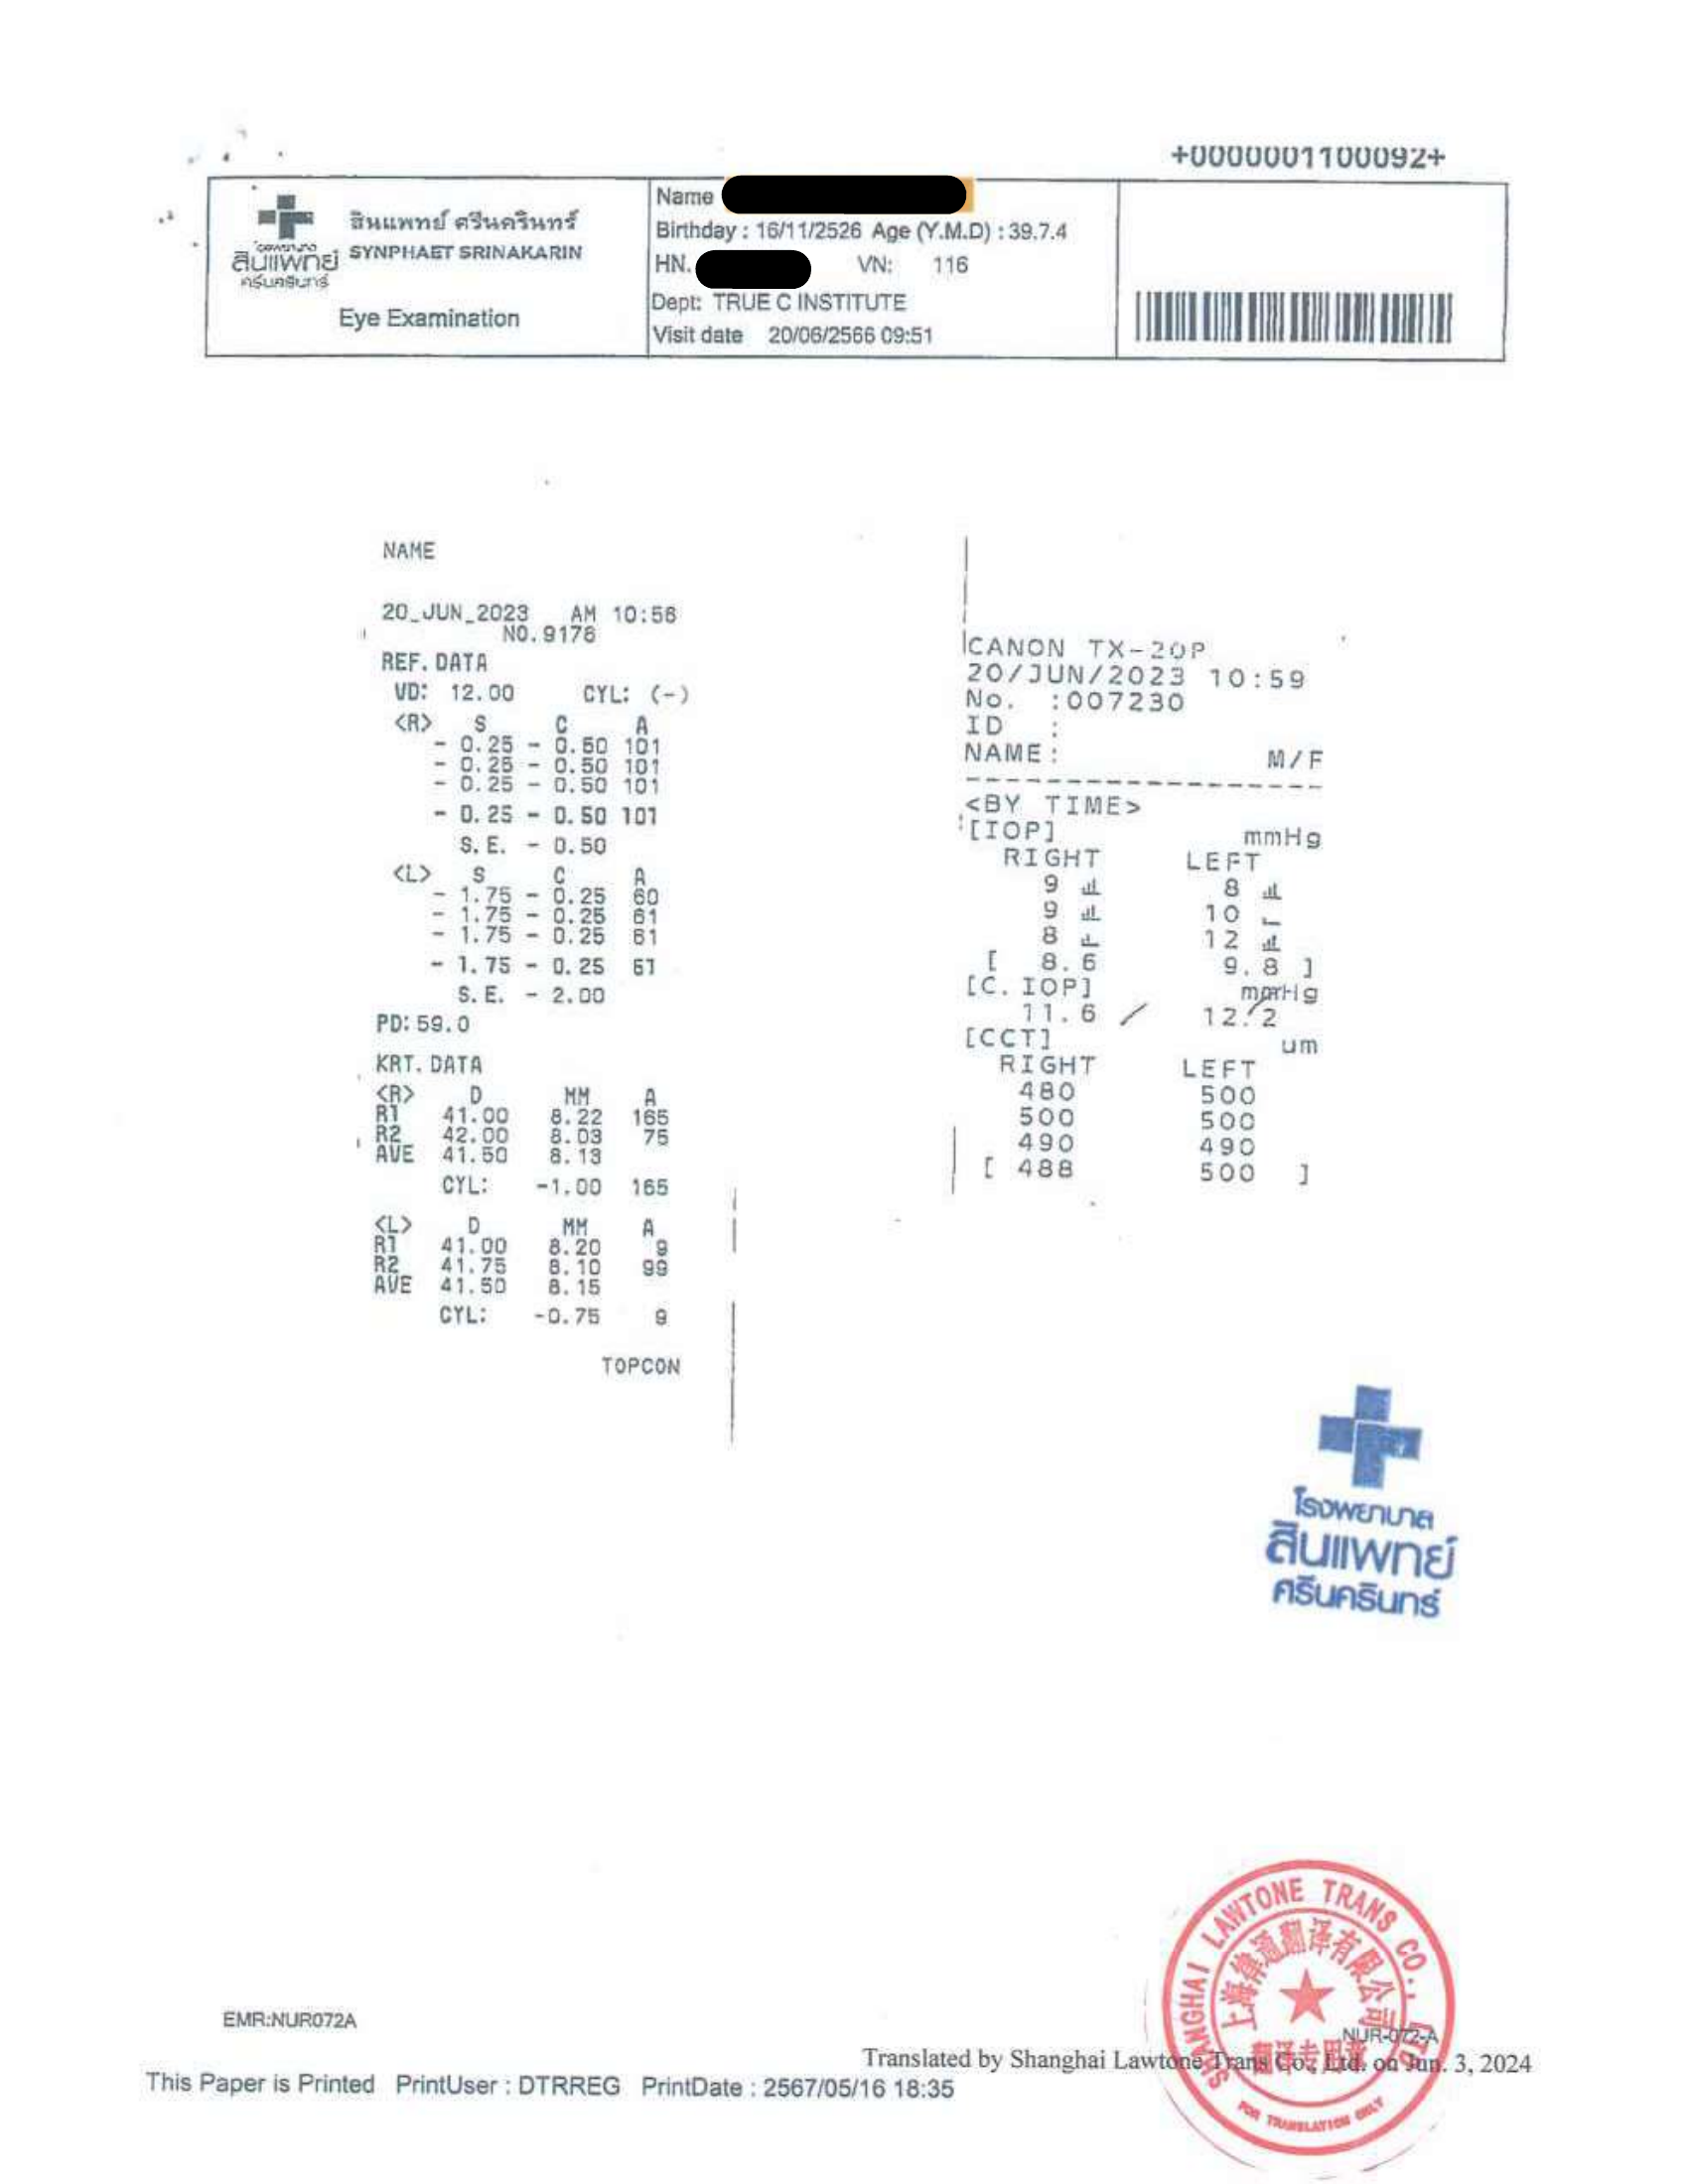 +0000001100092+
สินแพทย์ ศรีนครินทร์
SYNPHAET SRINAKARIN
โรงพยาบาล
สินแพทย์
ศรีนครินทร์
Eye Examination
Name
Birthday : 16/11/2526 Age (Y.M.D) : 39.7.4
HN. VN: 116
Dept: TRUE C INSTITUTE
Visit date 20/06/2566 09:51
NAME
20_JUN_2023 AM 10:56
NO.9176
REF. DATA
VD: 12.00 CYL: (-)
<R> S C A
- 0.25 - 0.50 101
- 0.25 - 0.50 101
- 0.25 - 0.50 101
- 0.25 - 0.50 101
S.E. - 0.50
<L> S C A
- 1.75 - 0.25 60
- 1.75 - 0.25 61
- 1.75 - 0.25 61
- 1.75 - 0.25 61
S.E. - 2.00
PD: 59.0
KRT. DATA
<R> D MM A
R1 41.00 8.22 165
R2 42.00 8.03 75
AVE 41.50 8.13
CYL: -1.00 165
<L> D MM A
R1 41.00 8.20 9
R2 41.75 8.10 99
AVE 41.50 8.15
CYL: -0.75 9
TOPCON
CANON TX-20P
20/JUN/2023 10:59
No. :007230
ID :
NAME: M/F
--------------------
<BY TIME>
[IOP] mmHg
RIGHT LEFT
9 8
9 10
8 12
[ 8.6 9.8 ]
[C. IOP] mmHg
11.6 / 12.2
[CCT] um
RIGHT LEFT
480 500
500 500
490 490
[ 488 500 ]
โรงพยาบาล
สินแพทย์
ศรีนครินทร์
SHANGHAI LAWTONE TRANS CO., LTD.
上海律通翻译有限公司
翻译专用章
FOR TRANSLATION ONLY
EMR:NUR072A
NUR-072-A
Translated by Shanghai Lawtone Trans Co., Ltd. on Jun. 3, 2024
This Paper is Printed PrintUser : DTRREG PrintDate : 2567/05/16 18:35